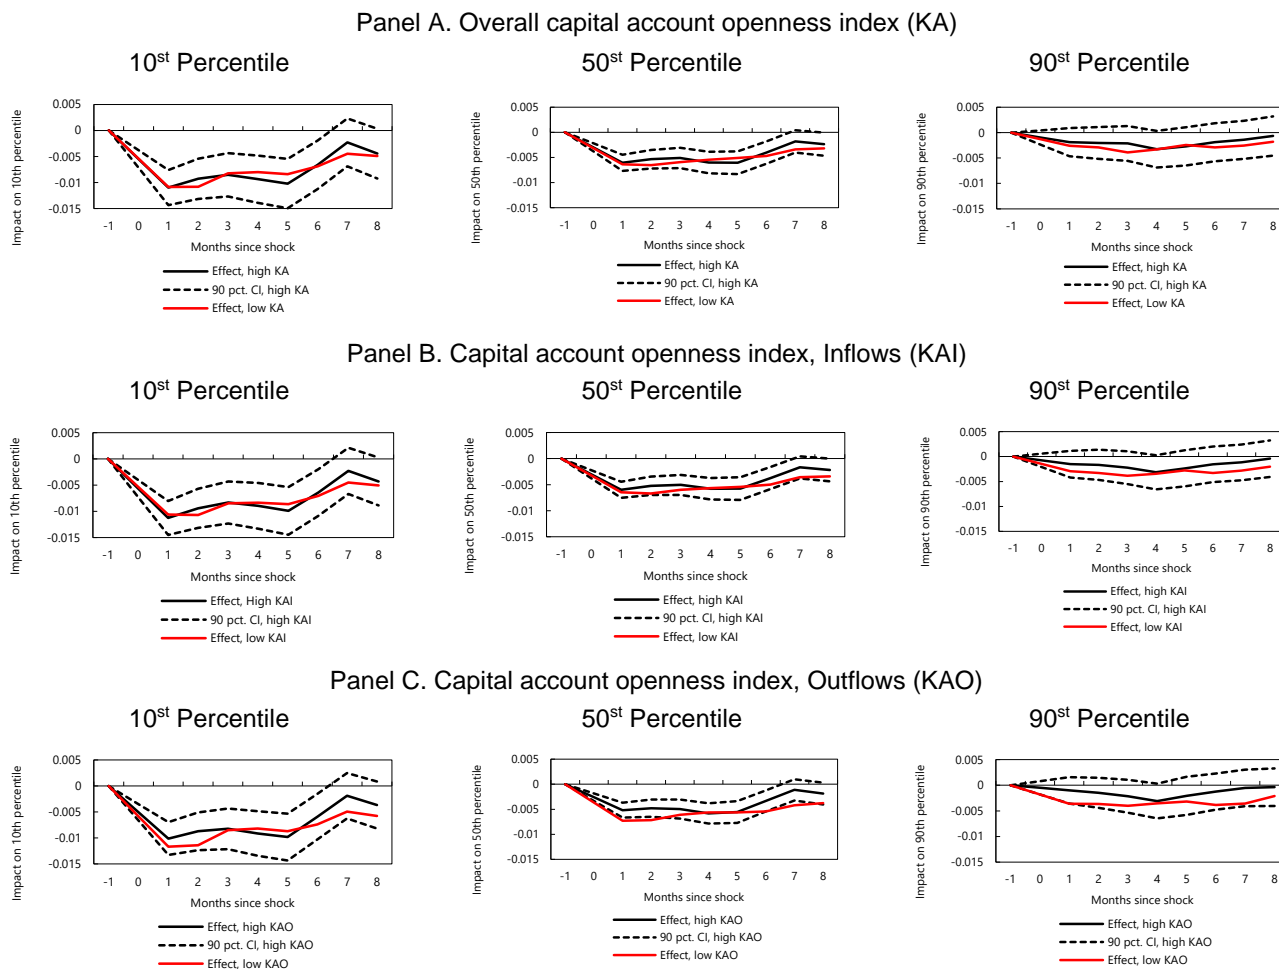 Panel A. Overall capital account openness index (KA)
10st Percentile
50st Percentile
90st Percentile
Impact on 10th percentile
0.005
0
-0.005
-0.01
-0.015
-1 0 1 2 3 4 5 6 7 8
Months since shock
Effect, high KA
90 pct. CI, high KA
Effect, low KA
Impact on 50th percentile
0.005
0
-0.005
-0.01
-0.015
-1 0 1 2 3 4 5 6 7 8
Months since shock
Effect, high KA
90 pct. CI, high KA
Effect, low KA
Impact on 90th percentile
0.005
0
-0.005
-0.01
-0.015
-1 0 1 2 3 4 5 6 7 8
Months since shock
Effect, high KA
90 pct. CI, high KA
Effect, Low KA
Panel B. Capital account openness index, Inflows (KAI)
10st Percentile
50st Percentile
90st Percentile
Impact on 10th percentile
0.005
0
-0.005
-0.01
-0.015
-1 0 1 2 3 4 5 6 7 8
Months since shock
Effect, High KAI
90 pct. CI, high KAI
Effect, low KAI
Impact on 50th percentile
0.005
0
-0.005
-0.01
-0.015
-1 0 1 2 3 4 5 6 7 8
Months since shock
Effect, high KAI
90 pct. CI, high KAI
Effect, low KAI
Impact on 90th percentile
0.005
0
-0.005
-0.01
-0.015
-1 0 1 2 3 4 5 6 7 8
Months since shock
Effect, high KAI
90 pct. CI, high KAI
Effect, low KAI
Panel C. Capital account openness index, Outflows (KAO)
10st Percentile
50st Percentile
90st Percentile
Impact on 10th percentile
0.005
0
-0.005
-0.01
-0.015
-1 0 1 2 3 4 5 6 7 8
Months since shock
Effect, high KAO
90 pct. CI, high KAO
Effect, low KAO
Impact on 50th percentile
0.005
0
-0.005
-0.01
-0.015
-1 0 1 2 3 4 5 6 7 8
Months since shock
Effect, high KAO
90 pct. CI, high KAO
Effect, low KAO
Impact on 90th percentile
0.005
0
-0.005
-0.01
-0.015
-1 0 1 2 3 4 5 6 7 8
Months since shock
Effect, high KAO
90 pct. CI, high KAO
Effect, low KAO